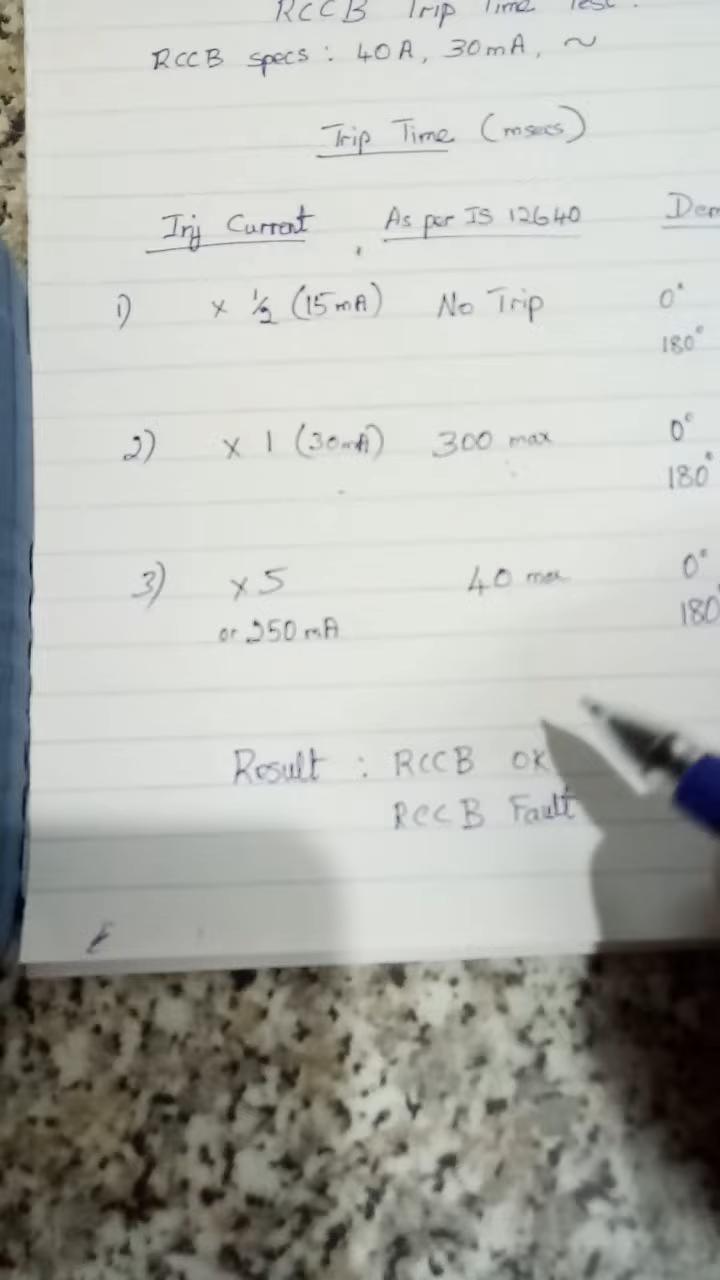 RCCB Trip Time Test.
RCCB specs: 40A, 30mA, ~
Trip Time (msecs)
Inj Current As per IS 12640 Dem
1) x ½ (15mA) No Trip 0°
180°
2) x 1 (30mA) 300 max 0°
180°
3) x 5 40 max 0°
or 250 mA 180°
Result : RCCB OK
RCCB Fault